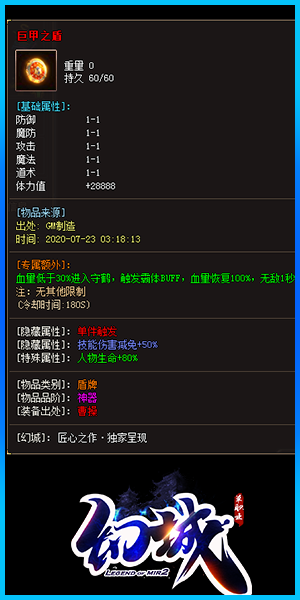 巨甲之盾
重量 0
持久 60/60
[基础属性]:
防御 1-1
魔防 1-1
攻击 1-1
魔法 1-1
道术 1-1
体力值 +28888
[物品来源]
出处: GM制造
时间: 2020-07-23 03:18:13
[专属额外]:
血量低于30%进入守鹤，触发霸体BUFF，血量恢复100%，无敌1秒
注: 无其他限制
(冷却时间:180S)
[隐藏属性]: 单件触发
[隐藏属性]: 技能伤害减免+50%
[特殊属性]: 人物生命+80%
[物品类别]: 盾牌
[物品品阶]: 神器
[装备出处]: 曹操
[幻城]: 匠心之作·独家呈现
幻城
单职业
LEGEND OF MIR2